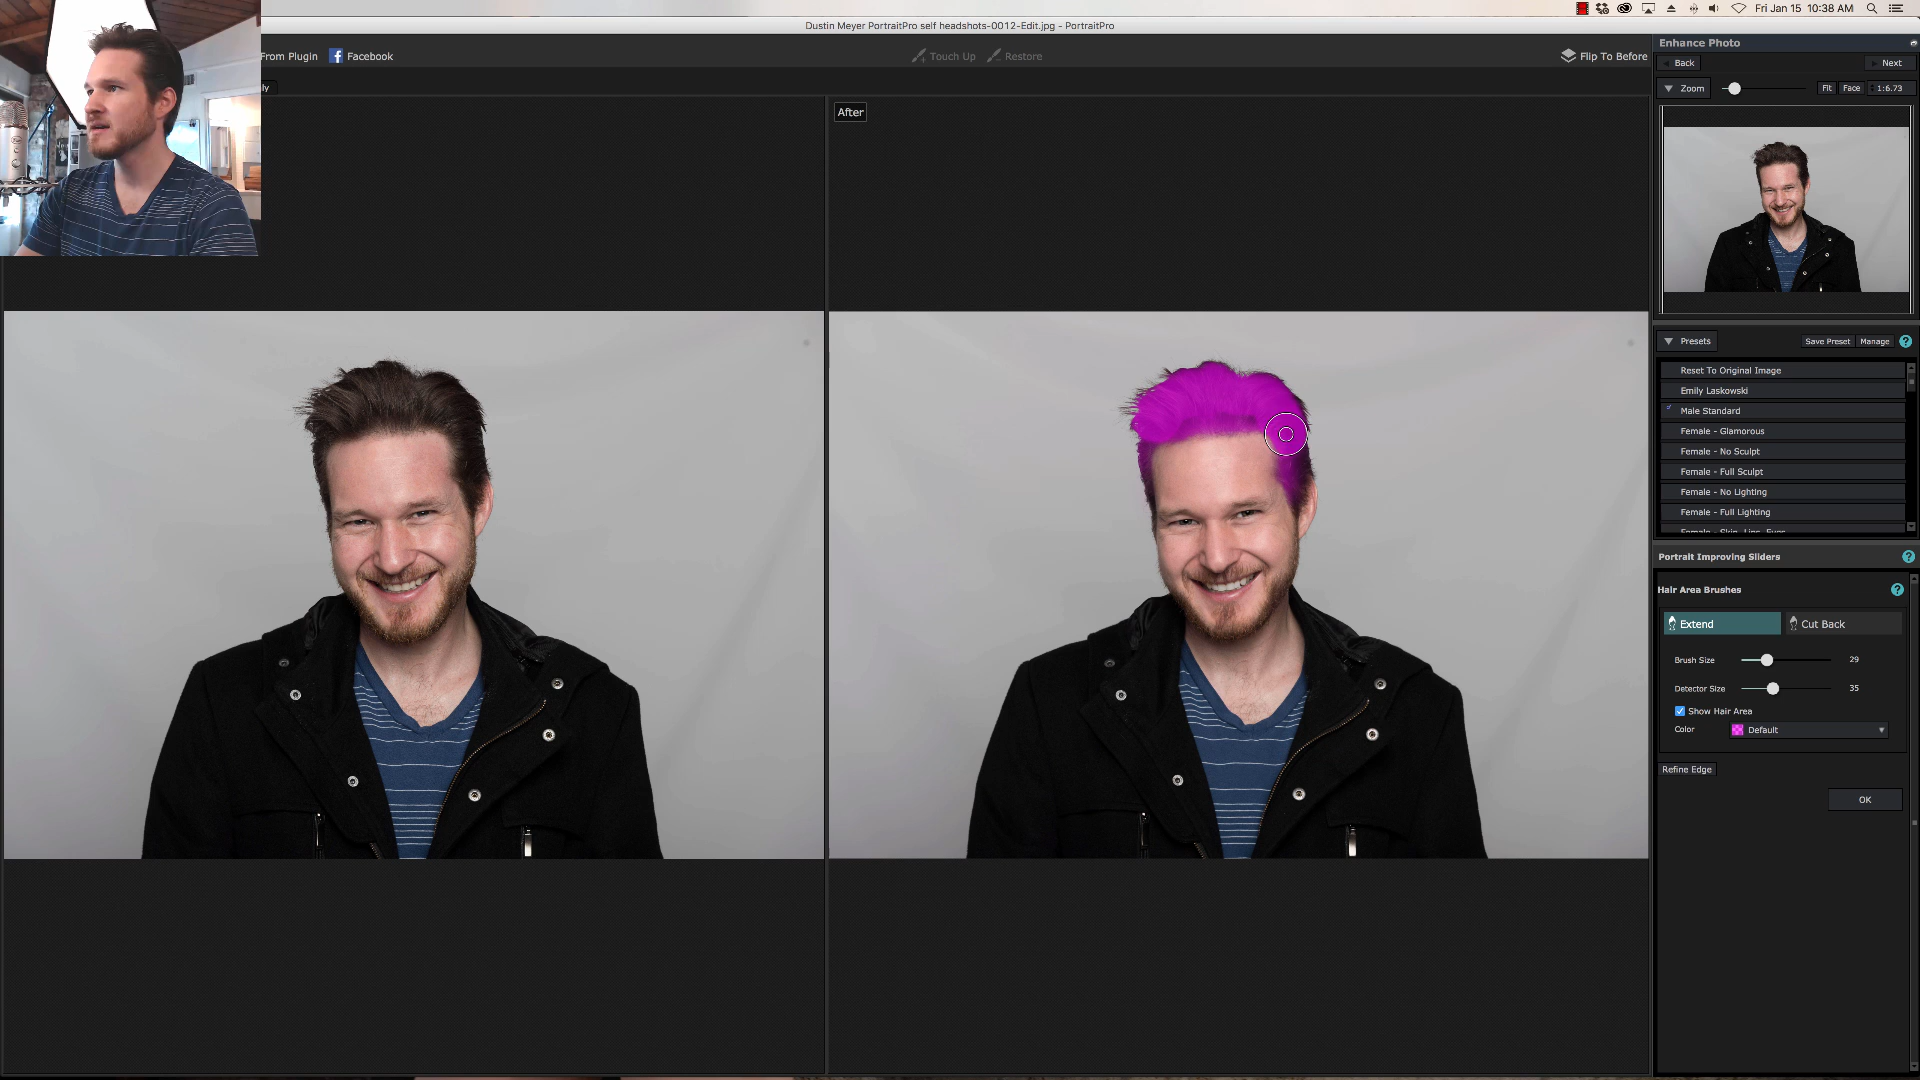 Fri Jan 15 10:38 AM
Dustin Meyer PortraitPro self headshots-0012-Edit.jpg - PortraitPro
From Plugin
Facebook
Touch Up
Restore
Flip To Before
After
Enhance Photo
Back
Next
Zoom
Fit
Face
1:6.73
Presets
Save Preset
Manage
?
Reset To Original Image
Emily Laskowski
Male Standard
Female - Glamorous
Female - No Sculpt
Female - Full Sculpt
Female - No Lighting
Female - Full Lighting
Female - Skin, Lips, Eyes
Portrait Improving Sliders
?
Hair Area Brushes
?
Extend
Cut Back
Brush Size
29
Detector Size
35
Show Hair Area
Color
Default
Refine Edge
OK